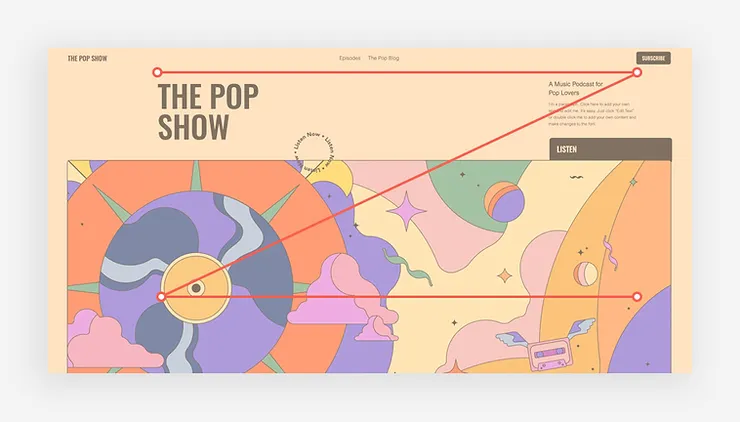 THE POP SHOW
Episodes The Pop Blog
SUBSCRIBE
THE POP
SHOW
A Music Podcast for
Pop Lovers
I'm a paragraph. Click here to add your own
text and edit me. It's easy. Just click "Edit Text"
or double click me to add your own content and
make changes to the font.
• Listen Now • Listen Now • Listen Now
LISTEN